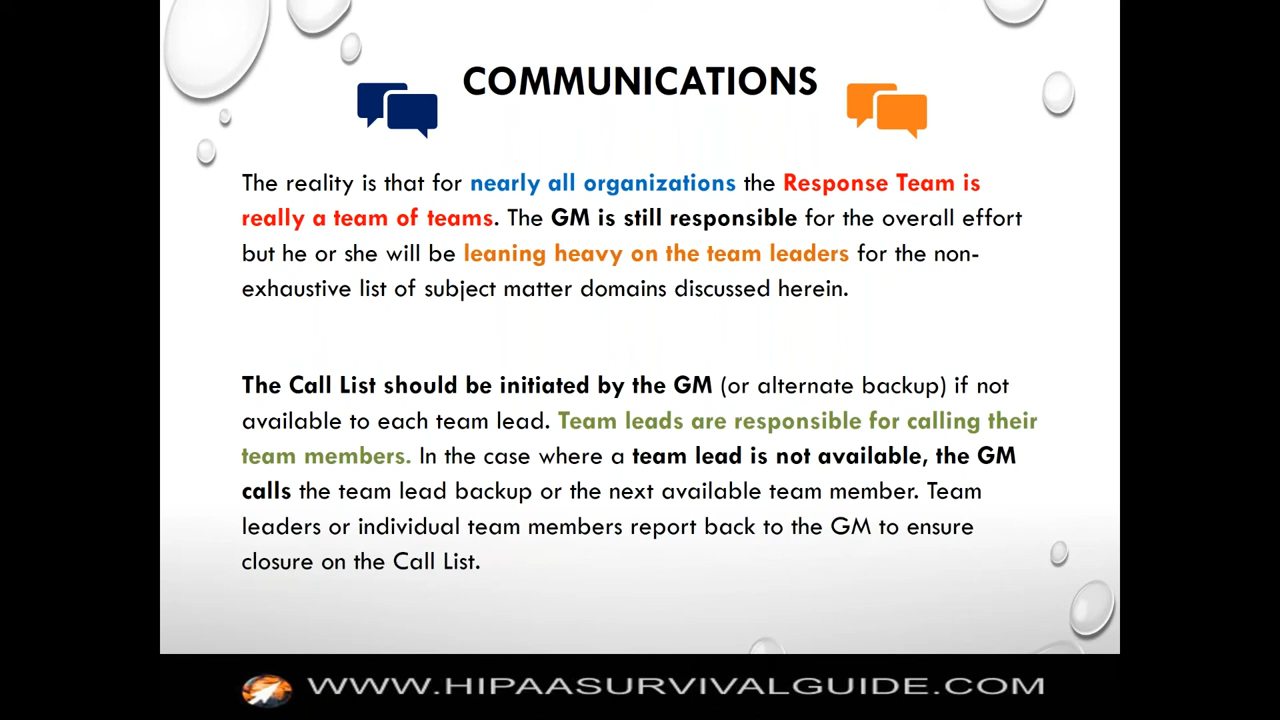 COMMUNICATIONS
The reality is that for nearly all organizations the Response Team is
really a team of teams. The GM is still responsible for the overall effort
but he or she will be leaning heavy on the team leaders for the non-
exhaustive list of subject matter domains discussed herein.
The Call List should be initiated by the GM (or alternate backup) if not
available to each team lead. Team leads are responsible for calling their
team members. In the case where a team lead is not available, the GM
calls the team lead backup or the next available team member. Team
leaders or individual team members report back to the GM to ensure
closure on the Call List.
WWW.HIPAASURVIVALGUIDE.COM